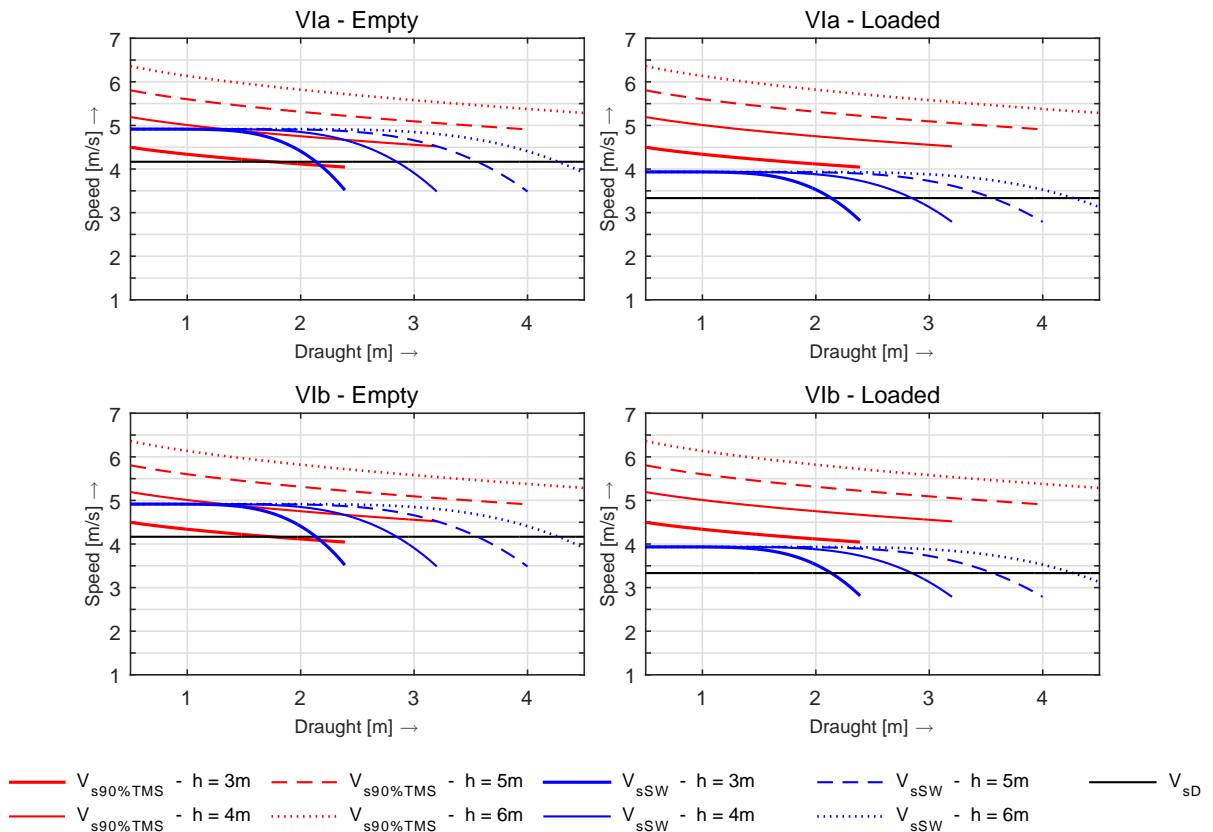 VIa - Empty
VIa - Loaded
7
6
5
4
3
2
1
Speed [m/s] →
1 2 3 4
Draught [m] →
7
6
5
4
3
2
1
Speed [m/s] →
1 2 3 4
Draught [m] →
VIb - Empty
VIb - Loaded
7
6
5
4
3
2
1
Speed [m/s] →
1 2 3 4
Draught [m] →
7
6
5
4
3
2
1
Speed [m/s] →
1 2 3 4
Draught [m] →
Vs90%TMS - h = 3m
Vs90%TMS - h = 5m
VsSW - h = 3m
VsSW - h = 5m
VsD
Vs90%TMS - h = 4m
Vs90%TMS - h = 6m
VsSW - h = 4m
VsSW - h = 6m